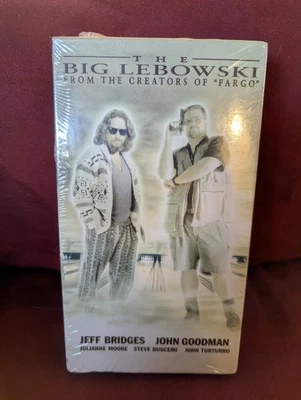 THE
BIG LEBOWSKI
FROM THE CREATORS OF "FARGO"
JEFF BRIDGES JOHN GOODMAN
JULIANNE MOORE STEVE BUSCEMI JOHN TURTURRO